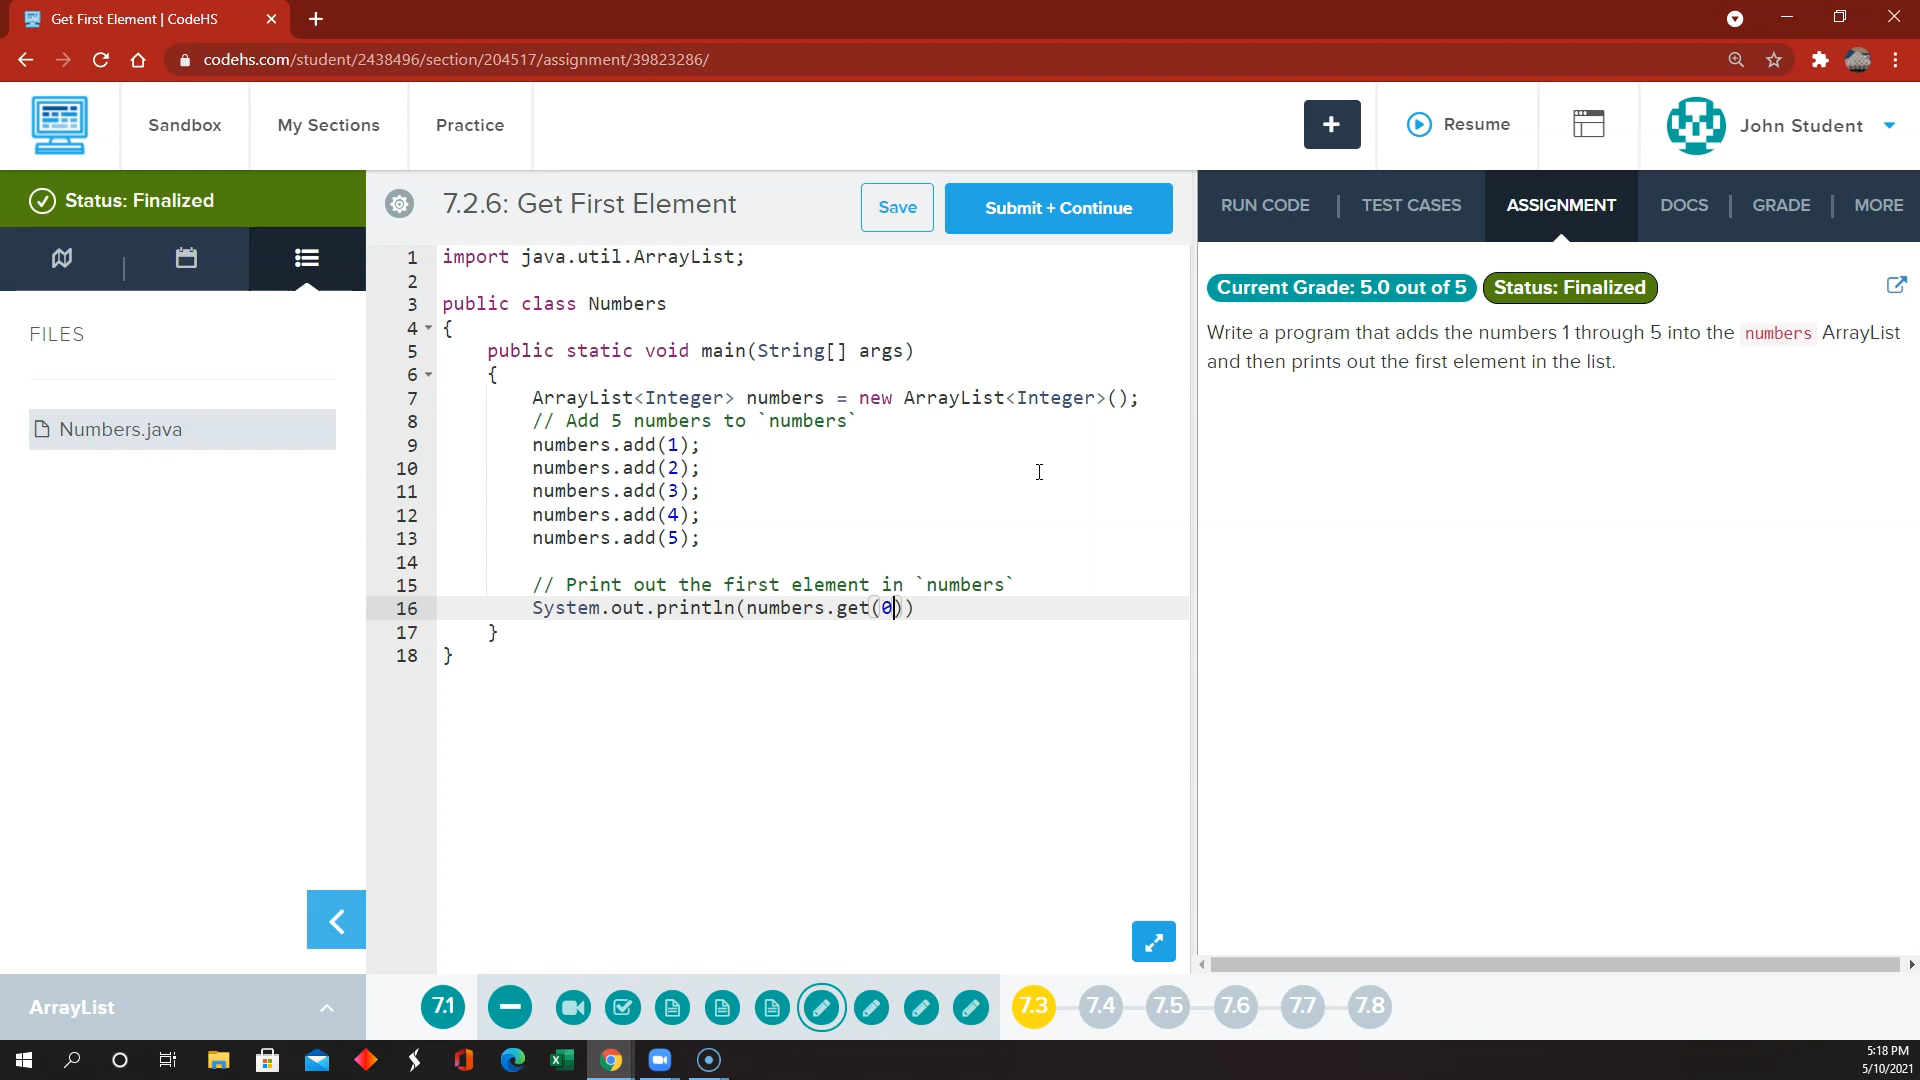 Get First Element | CodeHS
codehs.com/student/2438496/section/204517/assignment/39823286/
Sandbox
My Sections
Practice
+
Resume
John Student
Status: Finalized
7.2.6: Get First Element
Save
Submit + Continue
RUN CODE
TEST CASES
ASSIGNMENT
DOCS
GRADE
MORE
FILES
Numbers.java
1 import java.util.ArrayList;
2
3 public class Numbers
4 {
5 public static void main(String[] args)
6 {
7 ArrayList<Integer> numbers = new ArrayList<Integer>();
8 // Add 5 numbers to `numbers`
9 numbers.add(1);
10 numbers.add(2);
11 numbers.add(3);
12 numbers.add(4);
13 numbers.add(5);
14
15 // Print out the first element in `numbers`
16 System.out.println(numbers.get(0))
17 }
18 }
Current Grade: 5.0 out of 5
Status: Finalized
Write a program that adds the numbers 1 through 5 into the numbers ArrayList
and then prints out the first element in the list.
ArrayList
7.1
7.3
7.4
7.5
7.6
7.7
7.8
5:18 PM
5/10/2021